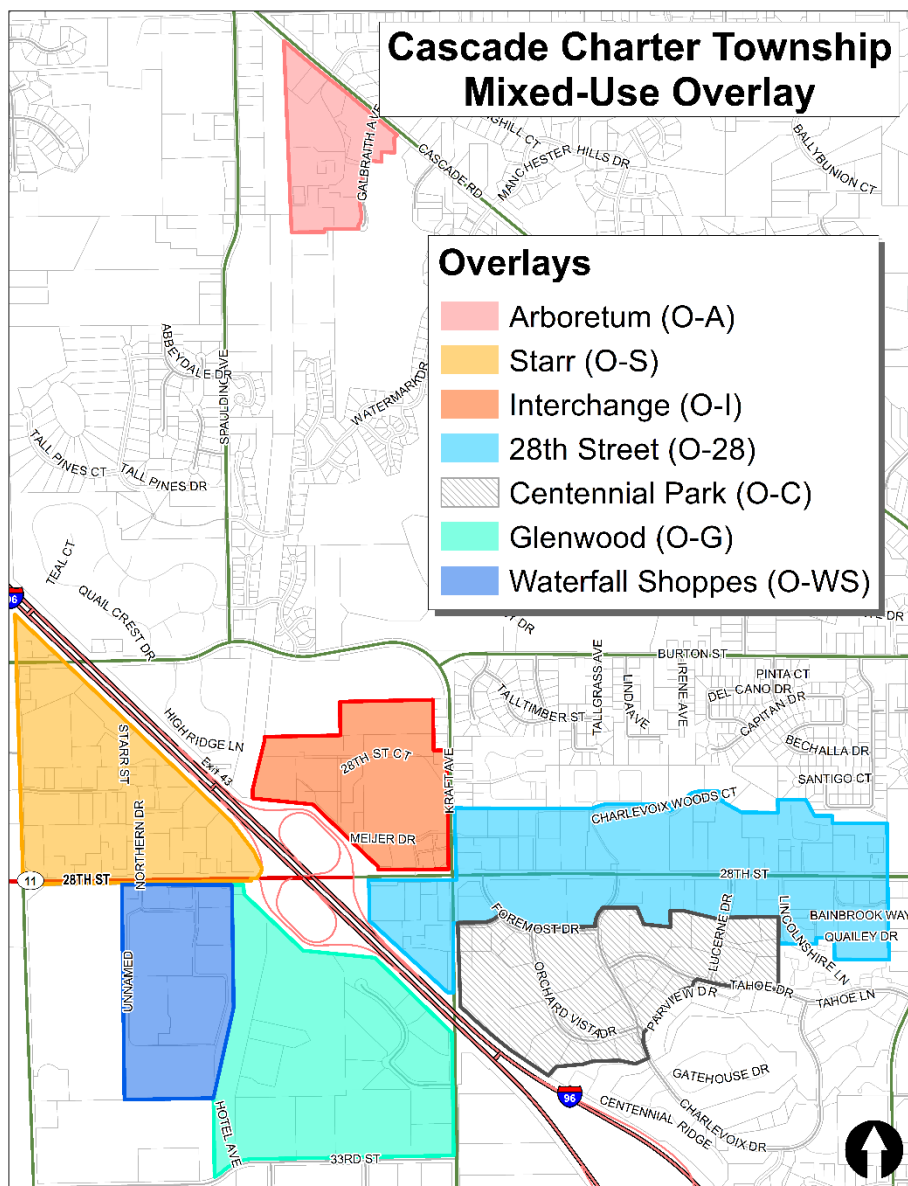 Cascade Charter Township
Mixed-Use Overlay
GALBRAITH AVE
CASCADE RD
MANCHESTER HILLS DR
BALLYBUNION CT
Overlays
Arboretum (O-A)
Starr (O-S)
Interchange (O-I)
28th Street (O-28)
Centennial Park (O-C)
Glenwood (O-G)
Waterfall Shoppes (O-WS)
ABBEYDALE DR
SPAULDING AVE
WATERMARK DR
TALL PINES CT
TALL PINES DR
TEAL CT
QUAIL CREST DR
BURTON ST
TALLTIMBER ST
TALLGRASS AVE
LINDA AVE
IRENE AVE
PINTA CT
DEL CANO DR
CAPITAN DR
BECHALLA DR
SANTIGO CT
HIGHRIDGE LN
Exit 43
STARR ST
NORTHERN DR
28TH ST CT
MEIJER DR
KRAFT AVE
CHARLEVOIX WOODS CT
11
28TH ST
28TH ST
FOREMOST DR
LUCERNE DR
LINCOLNSHIRE LN
BAINBROOK WAY
QUAILEY DR
UNNAMED
ORCHARD VISTA DR
PARVIEW DR
TAHOE DR
TAHOE LN
GATEHOUSE DR
96
CENTENNIAL RIDGE
CHARLEVOIX DR
HOTEL AVE
33RD ST